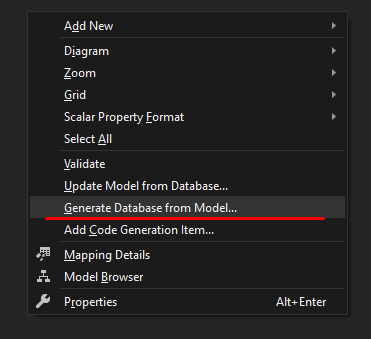 Add New
Diagram
Zoom
Grid
Scalar Property Format
Select All
Validate
Update Model from Database...
Generate Database from Model...
Add Code Generation Item...
Mapping Details
Model Browser
Properties Alt+Enter